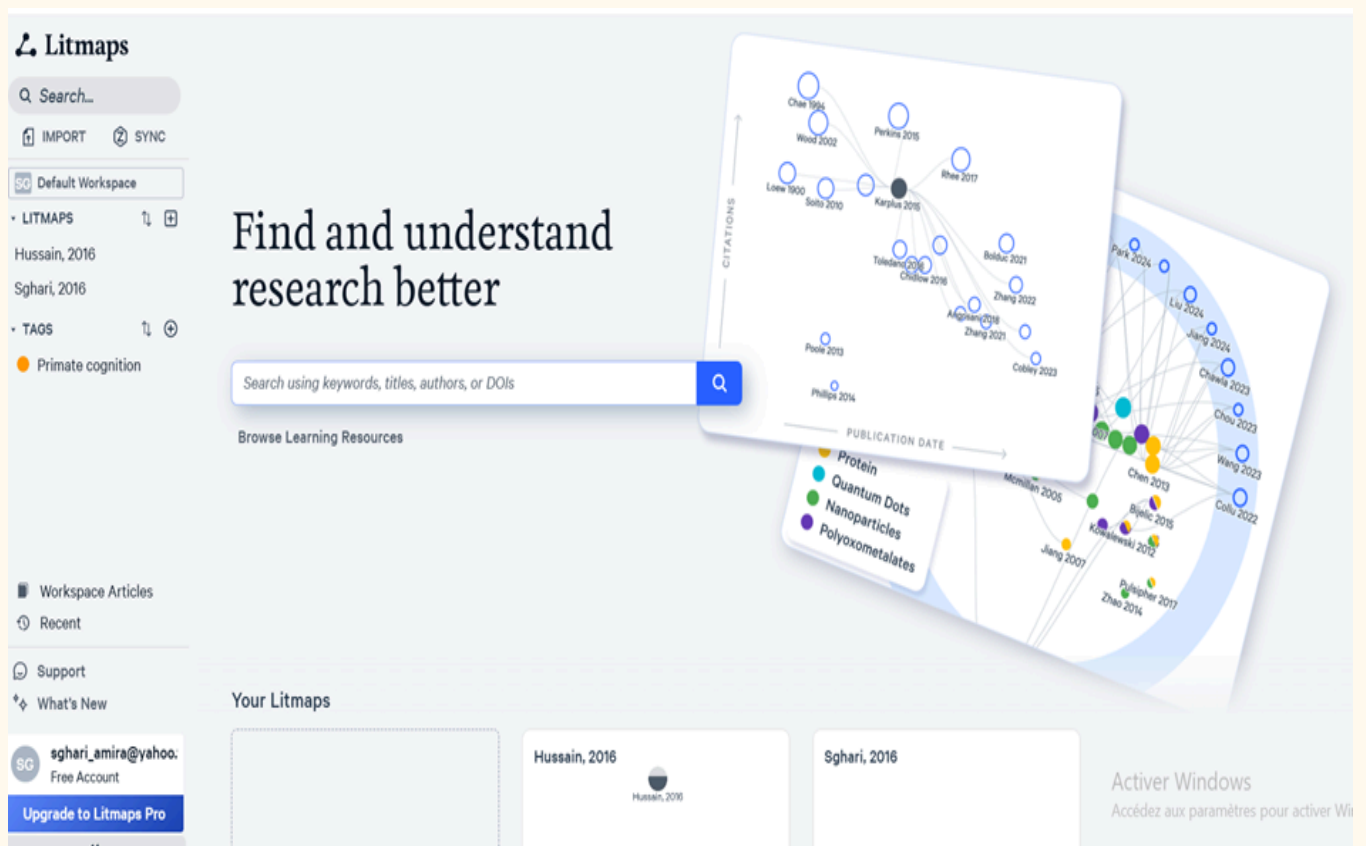 Litmaps
Search...
IMPORT
SYNC
SG Default Workspace
LITMAPS
Hussain, 2016
Sghari, 2016
TAGS
Primate cognition
Workspace Articles
Recent
Support
What's New
SG
sghari_amira@yahoo.
Free Account
Upgrade to Litmaps Pro
Find and understand
research better
Search using keywords, titles, authors, or DOIs
Browse Learning Resources
CITATIONS
Chae 1994
Wood 2002
Perkins 2015
Rhee 2017
Loew 1900
Soito 2010
Karplus 2015
Toledano 2016
Chidlow 2016
Bolduc 2021
Zhang 2022
Angpsani 2018
Zhang 2021
Cobley 2023
Poole 2013
Phillips 2014
PUBLICATION DATE
Park 2024
Liu 2024
Jiang 2024
Chawla 2023
Chou 2023
Wang 2023
Collu 2022
Chen 2013
Mcmillan 2005
Bijelic 2015
Kowalewski 2012
Jiang 2007
Pulsipher 2017
Zhao 2014
Protein
Quantum Dots
Nanoparticles
Polyoxometalates
Your Litmaps
Hussain, 2016
Hussain, 2016
Sghari, 2016
Activer Windows
Accédez aux paramètres pour activer Wi